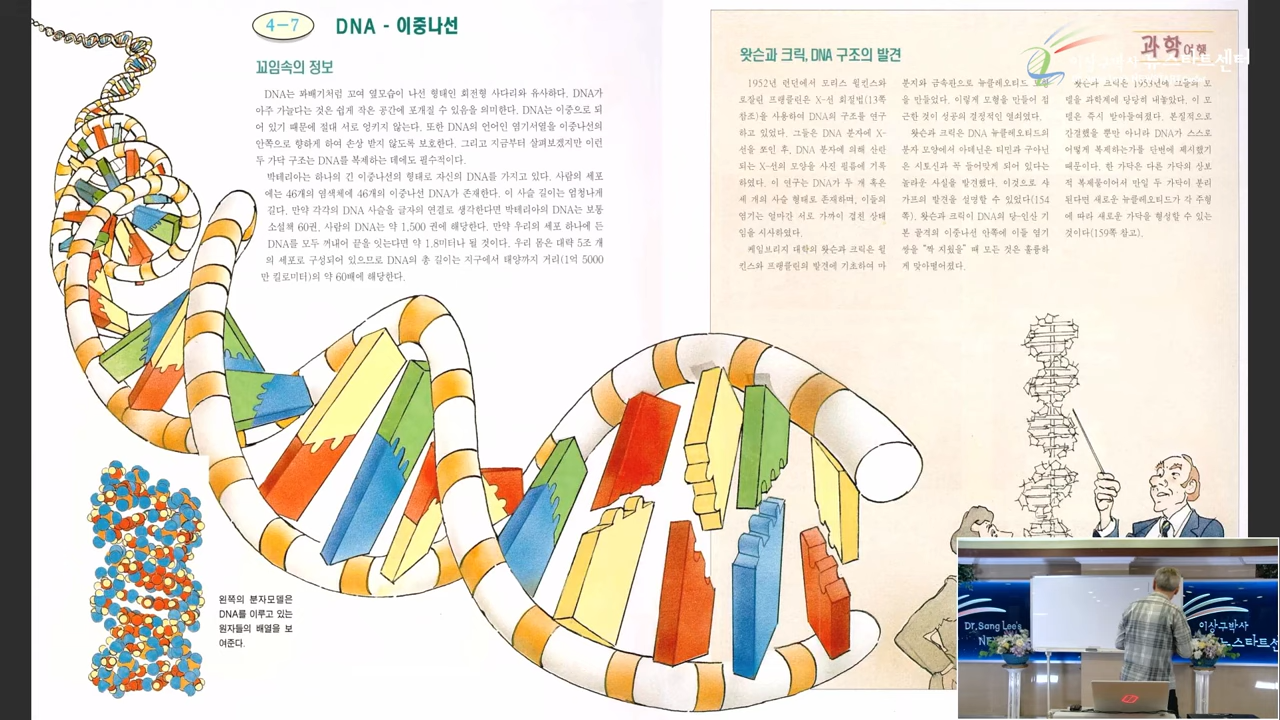 4-7
DNA - 이중나선
꼬임속의 정보
DNA는 꽈배기처럼 꼬여 옆모습이 나선 형태인 회전형 사다리와 유사하다. DNA가
아주 가늘다는 것은 쉽게 작은 공간에 포개질 수 있음을 의미한다. DNA는 이중으로 되
어 있기 때문에 절대 서로 엉키지 않는다. 또한 DNA의 언어인 염기서열을 이중나선의
안쪽으로 향하게 하여 손상 받지 않도록 보호한다. 그리고 지금부터 살펴보겠지만 이런
두 가닥 구조는 DNA를 복제하는 데에도 필수적이다.
박테리아는 하나의 긴 이중나선의 형태로 자신의 DNA를 가지고 있다. 사람의 세포
에는 46개의 염색체에 46개의 이중나선 DNA가 존재한다. 이 사슬 길이는 엄청나게
길다. 만약 각각의 DNA 사슬을 글자의 연결로 생각한다면 박테리아의 DNA는 보통
소설책 60권, 사람의 DNA는 약 1,500 권에 해당한다. 만약 우리의 세포 하나에 든
DNA를 모두 꺼내어 끝을 잇는다면 약 1.8미터나 될 것이다. 우리 몸은 대략 5조 개
의 세포로 구성되어 있으므로 DNA의 총 길이는 지구에서 태양까지 거리(1억 5000
만 킬로미터)의 약 60배에 해당한다.
왼쪽의 분자모델은
DNA를 이루고 있는
원자들의 배열을 보
여준다.
과학여행
왓슨과 크릭, DNA 구조의 발견
1952년 런던에서 모리스 윌킨스와
로잘린 프랭클린은 X-선 회절법(13쪽
참조)을 사용하여 DNA의 구조를 연구
하고 있었다. 그들은 DNA 분자에 X-
선을 쪼인 후, DNA 분자에 의해 산란
되는 X-선의 모양을 사진 필름에 기록
하였다. 이 연구는 DNA가 두 개 혹은
세 개의 사슬 형태로 존재하며, 이들의
염기는 얼마간 서로 가까이 겹친 상태
임을 시사하였다.
케임브리지 대학의 왓슨과 크릭은 윌
킨스와 프랭클린의 발견에 기초하여 마
분지와 금속판으로 뉴클레오티드 모형
을 만들었다. 이렇게 모형을 만들어 접
근한 것이 성공의 결정적인 열쇠였다.
왓슨과 크릭은 DNA 뉴클레오티드의
분자 모양에서 아데닌은 티민과 구아닌
은 시토신과 꼭 들어맞게 되어 있다는
놀라운 사실을 발견했다. 이것으로 샤
가프의 발견을 설명할 수 있었다(154
쪽). 왓슨과 크릭이 DNA의 당-인산 기
본 골격의 이중나선 안쪽에 이들 염기
쌍을 "짝 지웠을" 때 모든 것은 훌륭하
게 맞아떨어졌다.
왓슨과 크릭은 1953년에 그들의 모
델을 과학계에 당당히 내놓았다. 이 모
델은 즉시 받아들여졌다. 본질적으로
간결했을 뿐만 아니라 DNA가 스스로
어떻게 복제하는가를 단번에 제시했기
때문이다. 한 가닥은 다른 가닥의 상보
적 복제물이어서 만일 두 가닥이 분리
된다면 새로운 뉴클레오티드가 각 주형
에 따라 새로운 가닥을 형성할 수 있는
것이다(159쪽 참고).
이상구박사 뉴스타트센터
Dr.Sang Lee's
이상구박사
뉴스타트센